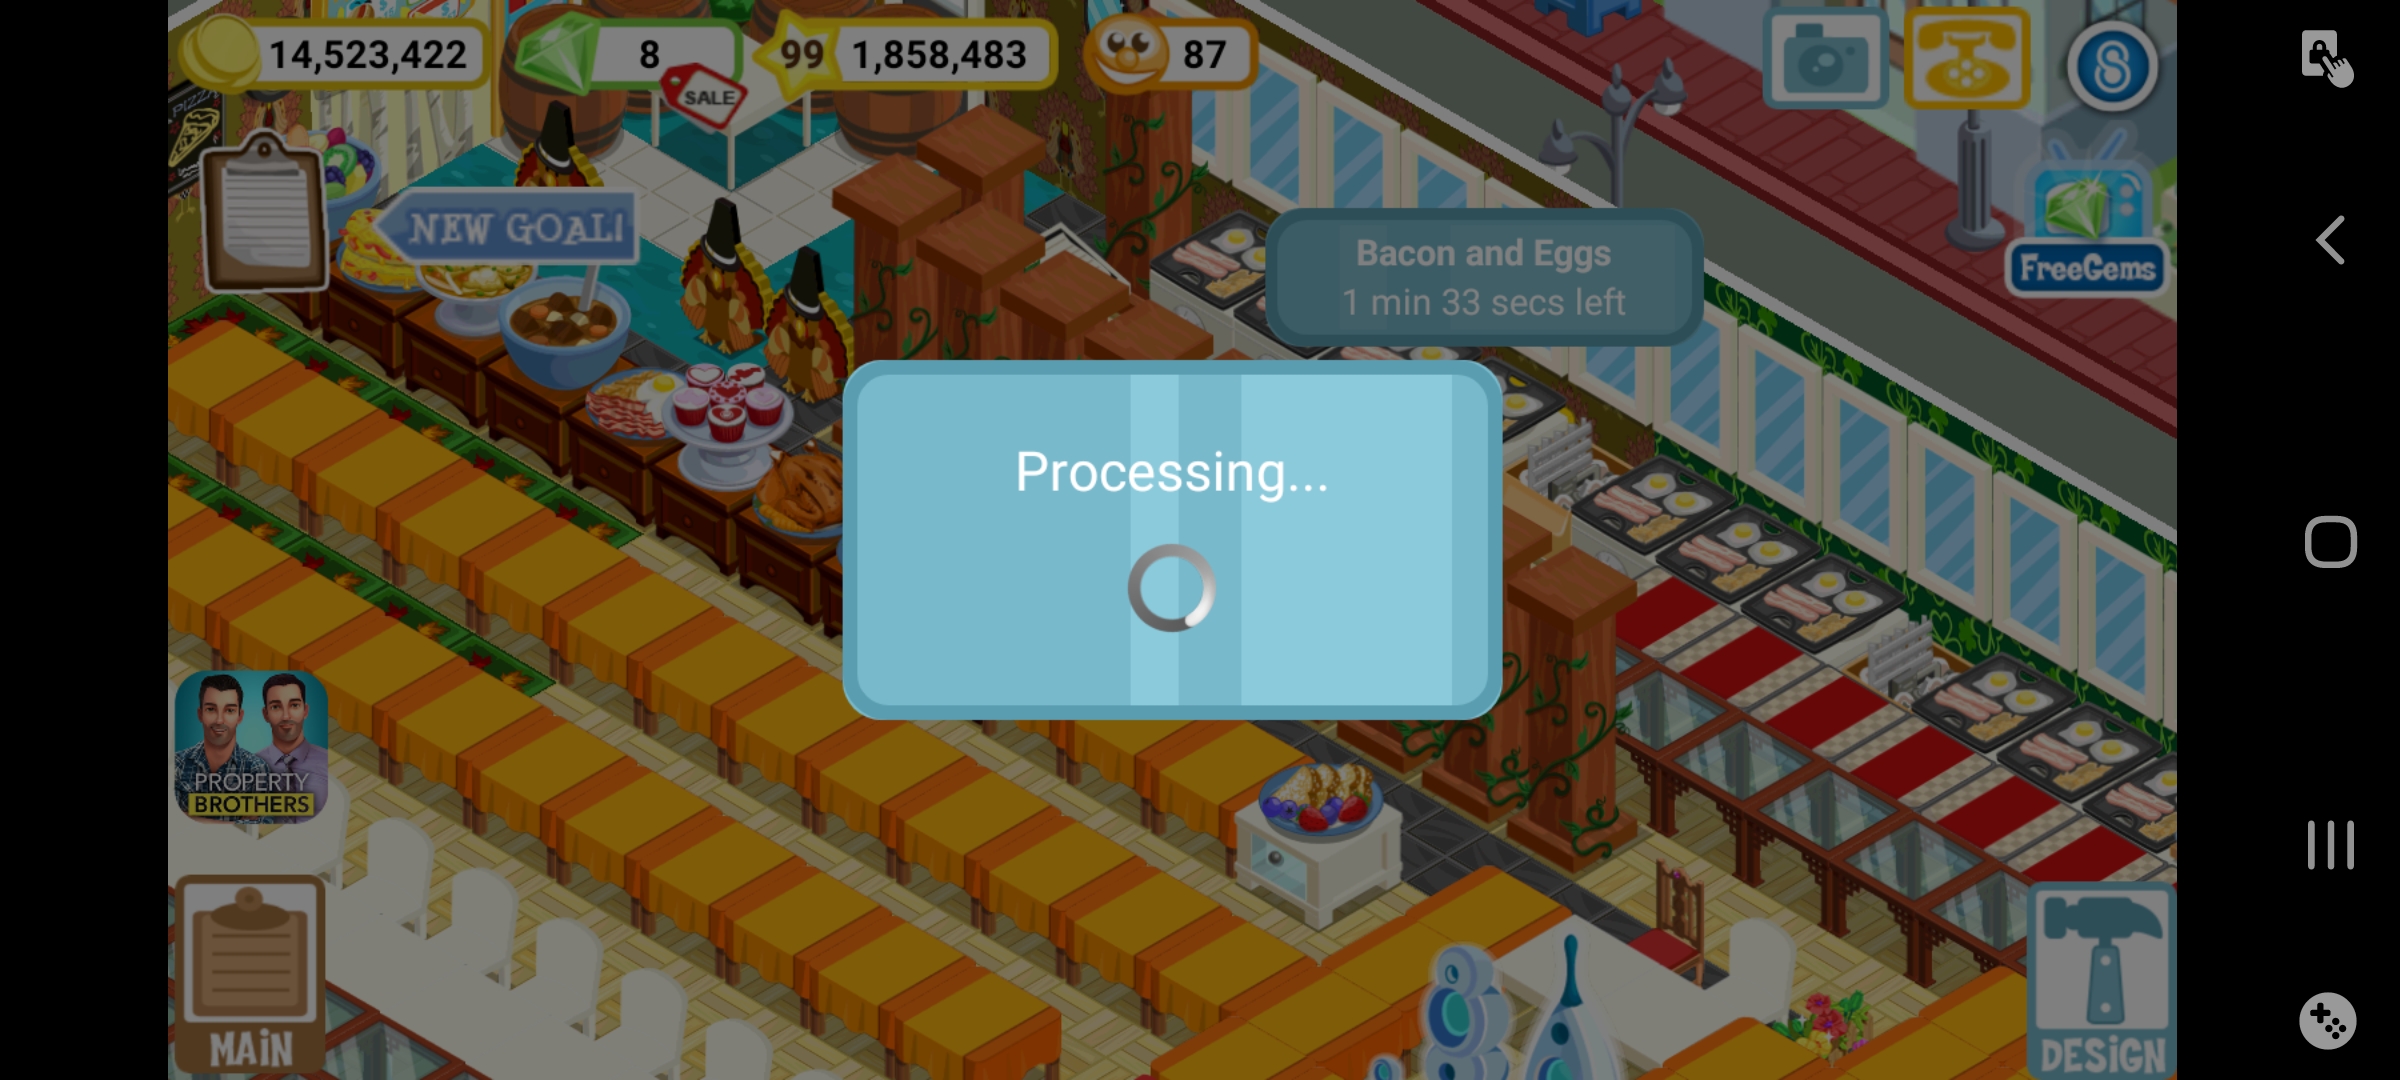 14,523,422
8
SALE
99
1,858,483
87
PIZZA
NEW GOAL!
Bacon and Eggs
1 min 33 secs left
FreeGems
Processing...
PROPERTY
BROTHERS
MAIN
DESIGN